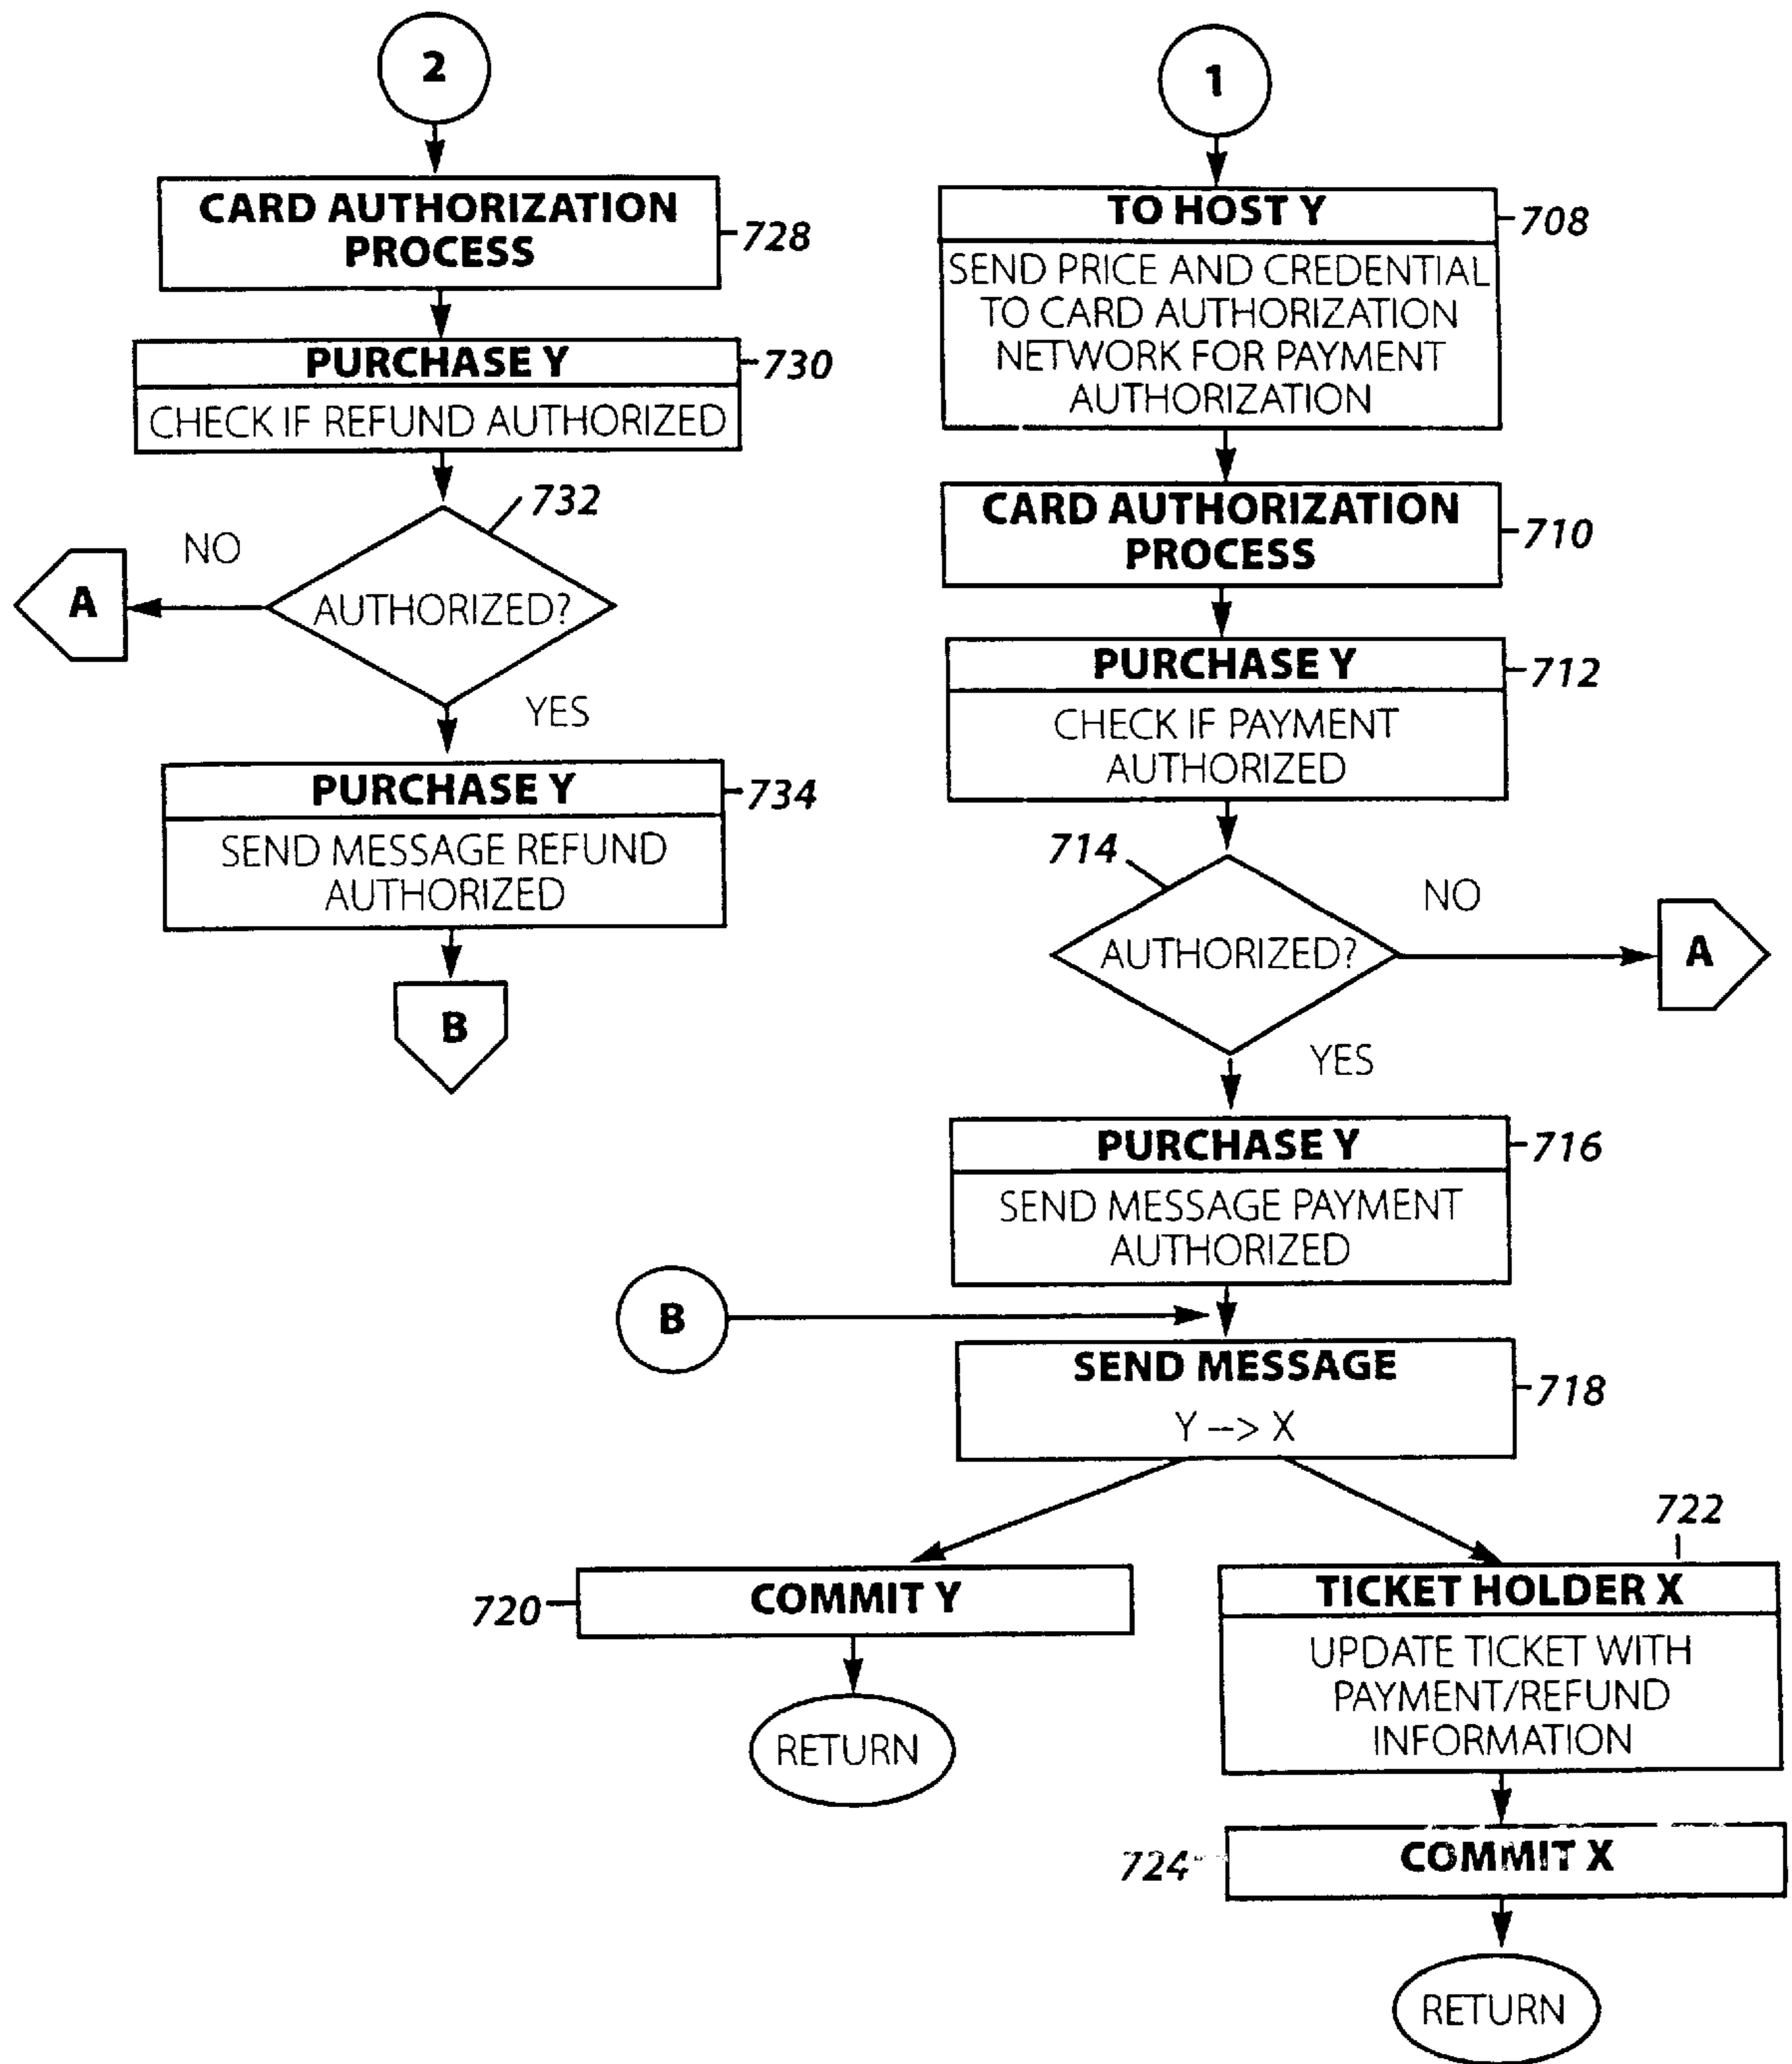 2
CARD AUTHORIZATION
PROCESS
728
PURCHASE Y
730
CHECK IF REFUND AUTHORIZED
732
NO
A
AUTHORIZED?
YES
PURCHASE Y
734
SEND MESSAGE REFUND
AUTHORIZED
B
1
TO HOST Y
708
SEND PRICE AND CREDENTIAL
TO CARD AUTHORIZATION
NETWORK FOR PAYMENT
AUTHORIZATION
CARD AUTHORIZATION
PROCESS
710
PURCHASE Y
712
CHECK IF PAYMENT
AUTHORIZED
714
NO
AUTHORIZED?
A
YES
PURCHASE Y
716
SEND MESSAGE PAYMENT
AUTHORIZED
B
SEND MESSAGE
718
Y --> X
720
COMMIT Y
RETURN
722
TICKET HOLDER X
UPDATE TICKET WITH
PAYMENT/REFUND
INFORMATION
724
COMMIT X
RETURN